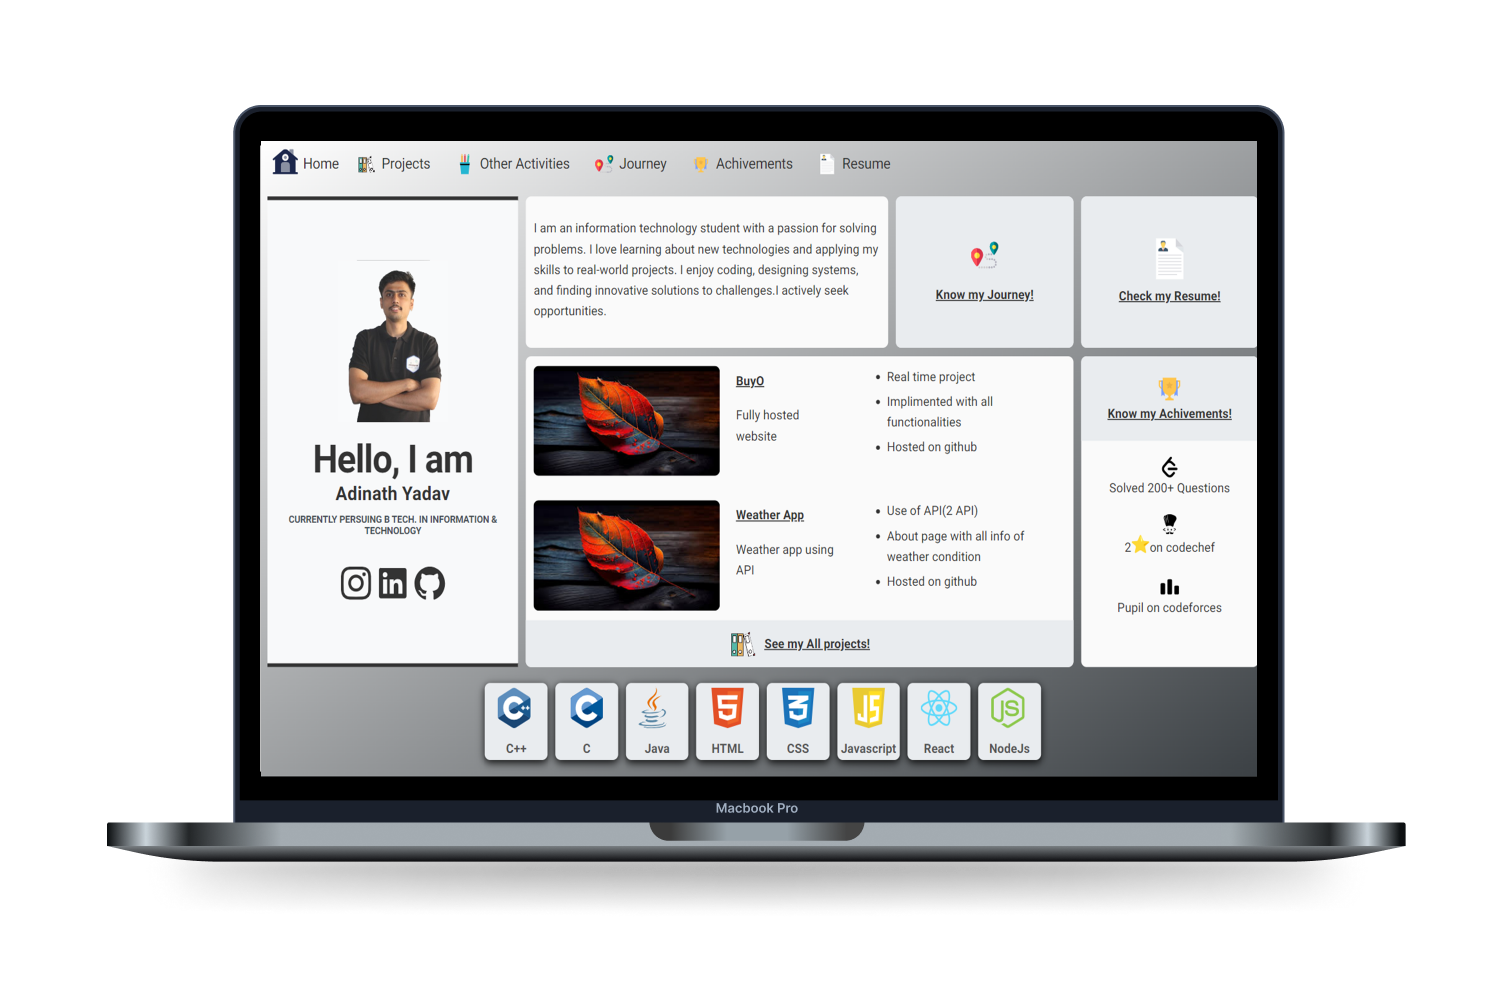 Home
Projects
Other Activities
Journey
Achivements
Resume
Hello, I am
Adinath Yadav
CURRENTLY PERSUING B TECH. IN INFORMATION &
TECHNOLOGY
in
I am an information technology student with a passion for solving
problems. I love learning about new technologies and applying my
skills to real-world projects. I enjoy coding, designing systems,
and finding innovative solutions to challenges.I actively seek
opportunities.
Know my Journey!
Check my Resume!
BuyO
Fully hosted
website
Real time project
Implimented with all
functionalities
Hosted on github
Weather App
Weather app using
API
Use of API(2 API)
About page with all info of
weather condition
Hosted on github
See my All projects!
Know my Achivements!
Solved 200+ Questions
2⭐on codechef
Pupil on codeforces
C++
C++
C
C
Java
5
HTML
3
CSS
JS
Javascript
React
JS
NodeJs
Macbook Pro